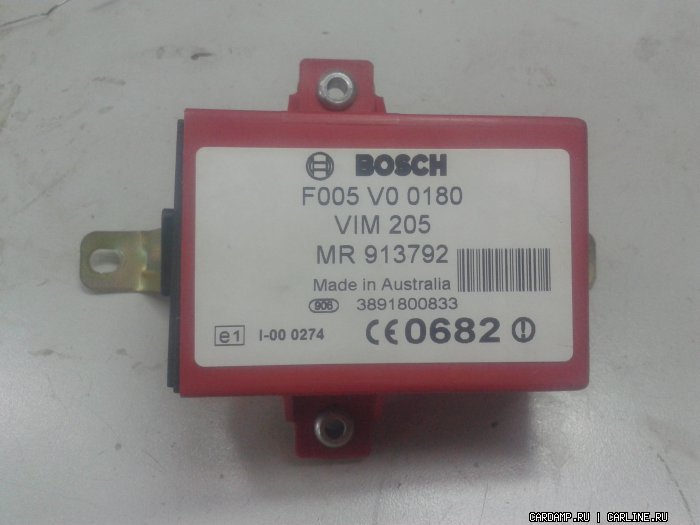 BOSCH
F005 V0 0180
VIM 205
MR 913792
Made in Australia
906 3891800833
e1 I-00 0274 CE0682
CARDAMP.RU | CARLINE.RU